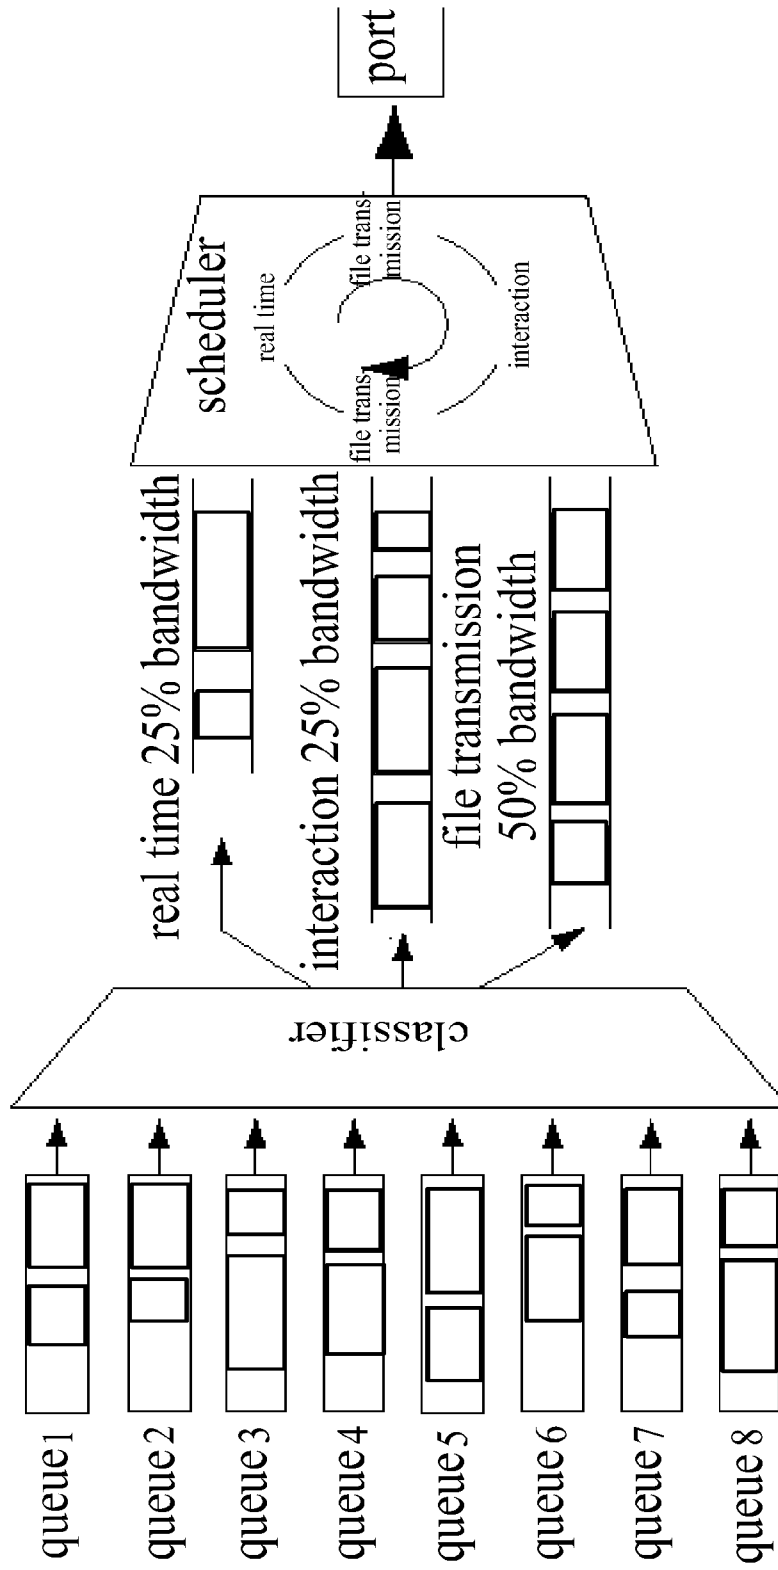 queue1
queue2
queue3
queue4
queue5
queue6
queue7
queue8
classifier
real time 25% bandwidth
interaction 25% bandwidth
file transmission
50% bandwidth
scheduler
real time
file trans-
mission
interaction
file trans-
mission
port